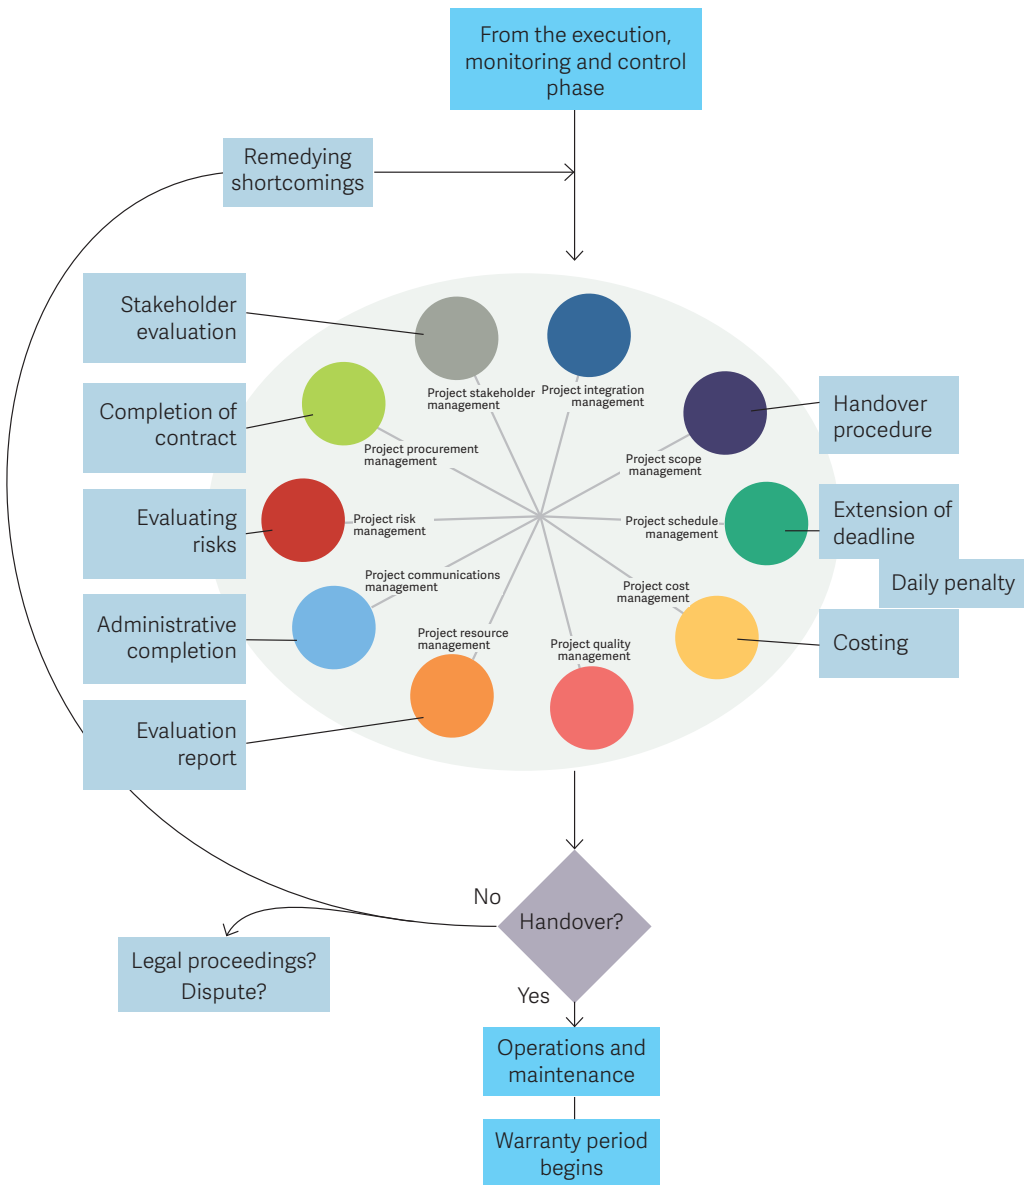 From the execution,
monitoring and control
phase
Remedying
shortcomings
Stakeholder
evaluation
Project stakeholder
management
Project integration
management
Completion of
contract
Handover
procedure
Project procurement
management
Project scope
management
Evaluating
risks
Project risk
management
Project schedule
management
Extension of
deadline
Daily penalty
Project communications
management
Project cost
management
Administrative
completion
Project resource
management
Project quality
management
Costing
Evaluation
report
No
Handover?
Legal proceedings?
Dispute?
Yes
Operations and
maintenance
Warranty period
begins